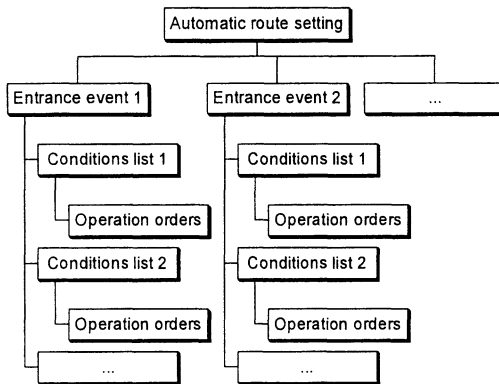 Automatic route setting
Entrance event 1
Entrance event 2
...
Conditions list 1
Conditions list 1
Operation orders
Operation orders
Conditions list 2
Conditions list 2
Operation orders
Operation orders
...
...